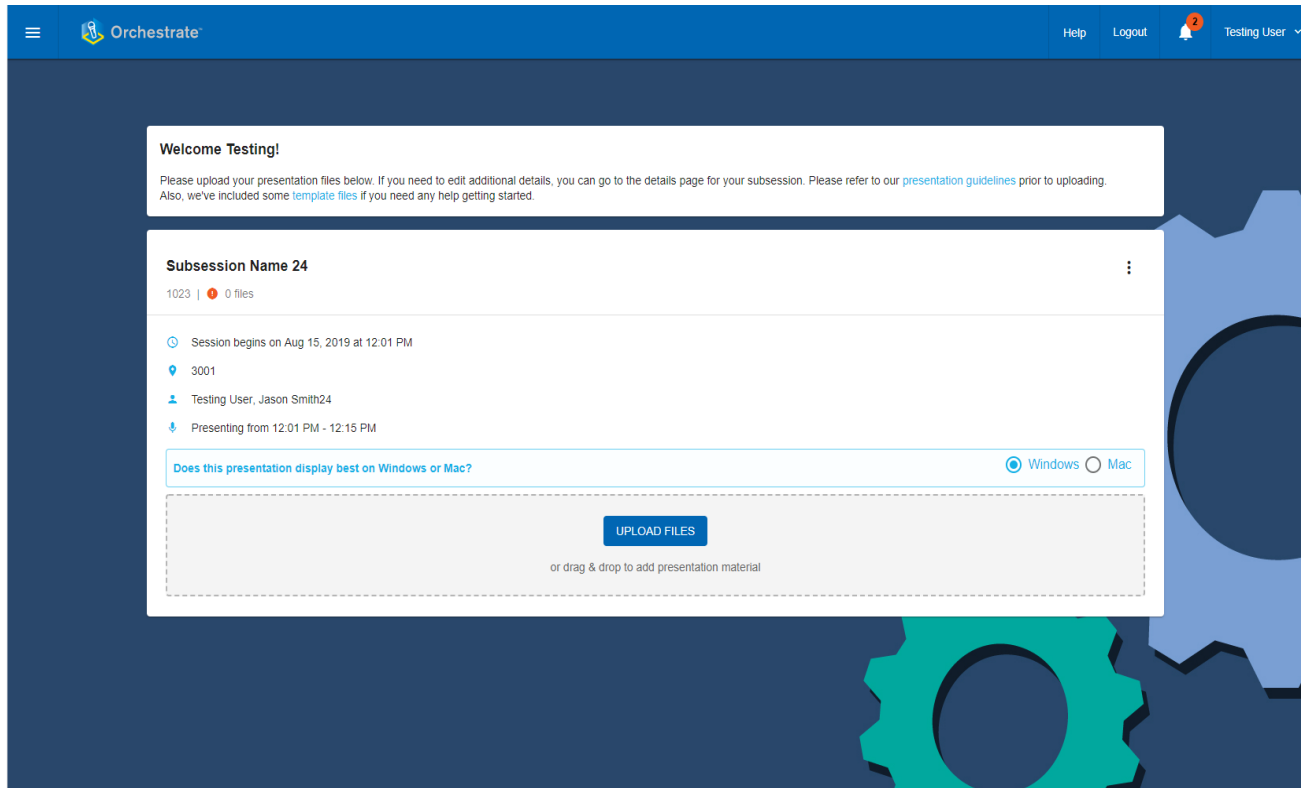 Orchestrate™
Help
Logout
2
Testing User
Welcome Testing!
Please upload your presentation files below. If you need to edit additional details, you can go to the details page for your subsession. Please refer to our presentation guidelines prior to uploading.
Also, we've included some template files if you need any help getting started.
Subsession Name 24
1023 | ! 0 files
Session begins on Aug 15, 2019 at 12:01 PM
3001
Testing User, Jason Smith24
Presenting from 12:01 PM - 12:15 PM
Does this presentation display best on Windows or Mac?
Windows
Mac
UPLOAD FILES
or drag & drop to add presentation material